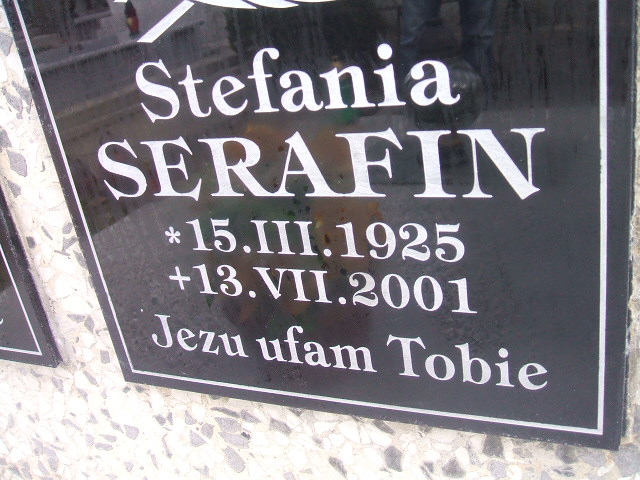 Stefania
SERAFIN
*15.III.1925
+13.VII.2001
Jezu ufam Tobie